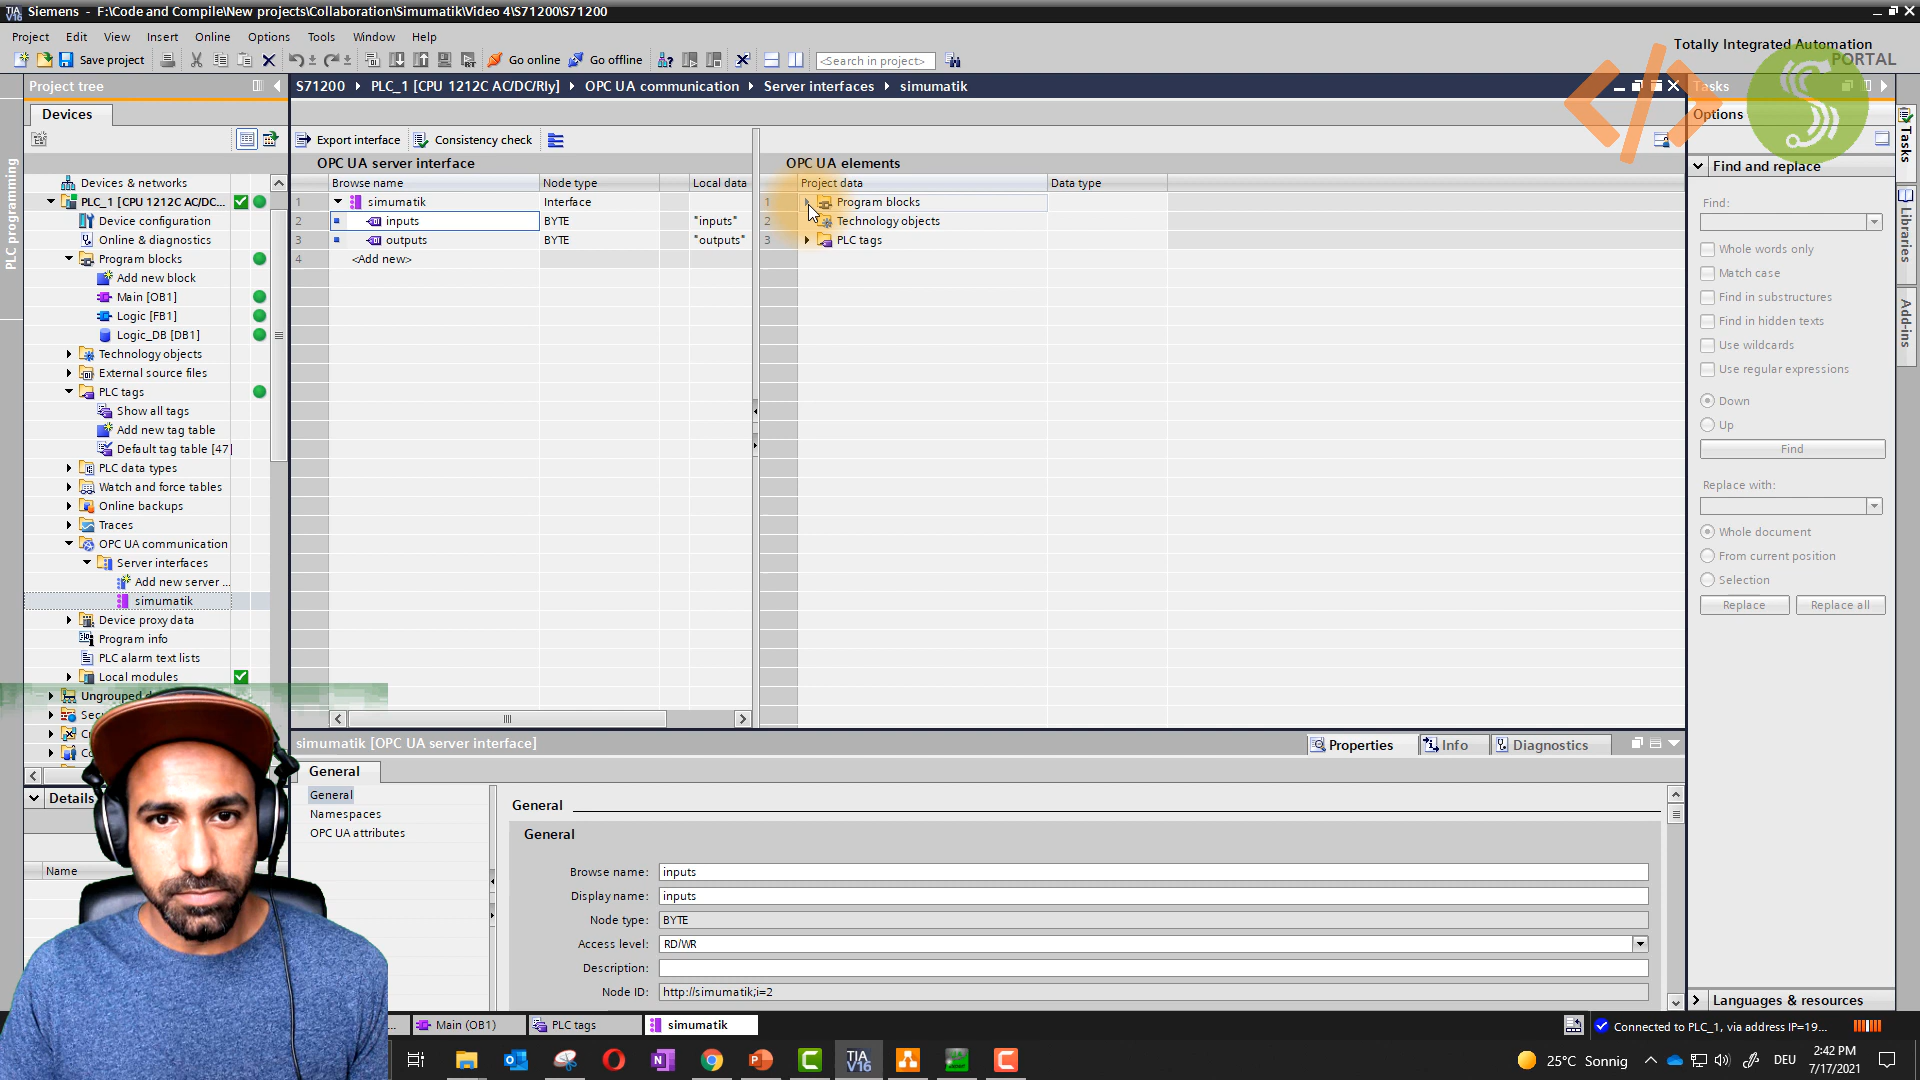 Siemens - F:\Code and Compile\New projects\Collaboration\Simumatik\Video 4\S71200\S71200
Project Edit View Insert Online Options Tools Window Help
Totally Integrated Automation
PORTAL
Save project
Go online
Go offline
<Search in project>
Project tree
S71200 PLC_1 [CPU 1212C AC/DC/Rly] OPC UA communication Server interfaces simumatik
Tasks
Devices
Options
Export interface
Consistency check
OPC UA server interface
OPC UA elements
Find and replace
Browse name Node type Local data
Project data Data type
1 simumatik Interface
2 inputs BYTE "inputs"
3 outputs BYTE "outputs"
4 <Add new>
1 Program blocks
2 Technology objects
3 PLC tags
PLC programming
Devices & networks
PLC_1 [CPU 1212C AC/DC...
Device configuration
Online & diagnostics
Program blocks
Add new block
Main [OB1]
Logic [FB1]
Logic_DB [DB1]
Technology objects
External source files
PLC tags
Show all tags
Add new tag table
Default tag table [47]
PLC data types
Watch and force tables
Online backups
Traces
OPC UA communication
Server interfaces
Add new server ...
simumatik
Device proxy data
Program info
PLC alarm text lists
Local modules
Ungrouped
Details
Name
Find:
Whole words only
Match case
Find in substructures
Find in hidden texts
Use wildcards
Use regular expressions
Down
Up
Find
Replace with:
Whole document
From current position
Selection
Replace
Replace all
Languages & resources
Tasks
Libraries
Add-ins
simumatik [OPC UA server interface]
Properties
Info
Diagnostics
General
General
Namespaces
OPC UA attributes
General
General
Browse name: inputs
Display name: inputs
Node type: BYTE
Access level: RD/WR
Description:
Node ID: http://simumatik;i=2
...
Main (OB1)
PLC tags
simumatik
Connected to PLC_1, via address IP=19...
TIA
V16
25°C Sonnig
DEU
2:42 PM
7/17/2021